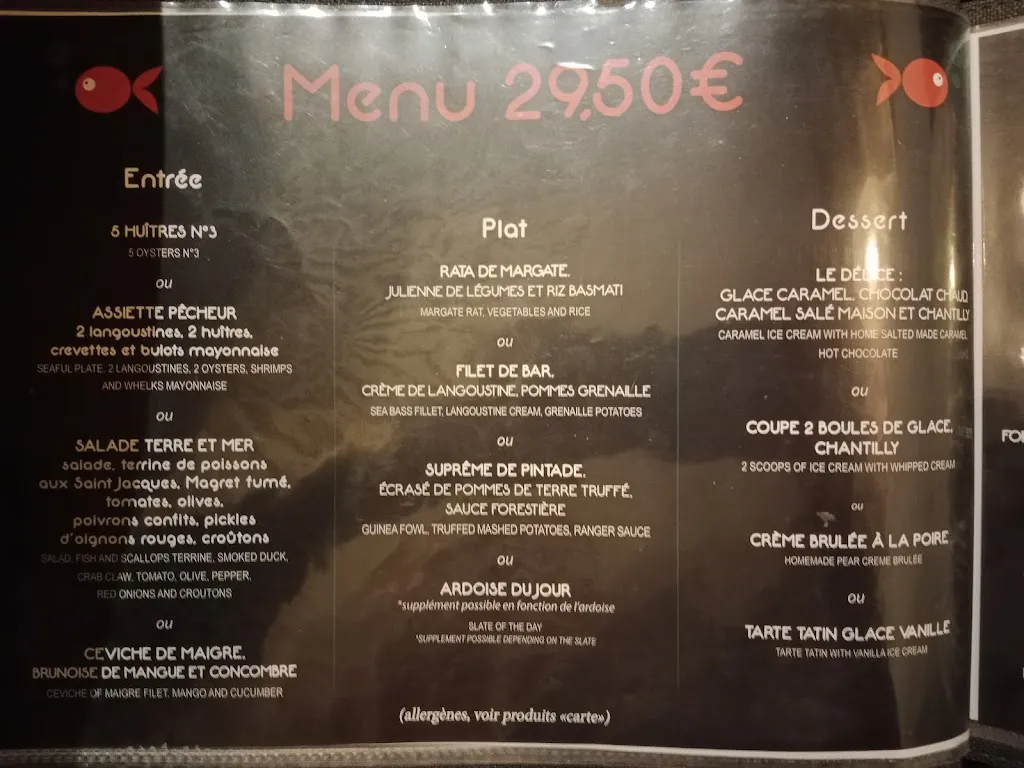 Menu 29,50€
Entrée
5 HUÎTRES N°3
5 OYSTERS N°3
ou
ASSIETTE PÊCHEUR
2 langoustines, 2 huîtres,
crevettes et bulots mayonnaise
SEAFUL PLATE, 2 LANGOUSTINES, 2 OYSTERS, SHRIMPS
AND WHELKS MAYONNAISE
ou
SALADE TERRE ET MER
salade, terrine de poissons
aux Saint Jacques, Magret fumé,
tomates, olives,
poivrons confits, pickles
d'oignons rouges, croûtons
SALAD, FISH AND SCALLOPS TERRINE, SMOKED DUCK,
CRAB CLAW, TOMATO, OLIVE, PEPPER,
RED ONIONS AND CROUTONS
ou
CEVICHE DE MAIGRE,
BRUNOISE DE MANGUE ET CONCOMBRE
CEVICHE OF MAIGRE FILET, MANGO AND CUCUMBER
Plat
RATA DE MARGATE,
JULIENNE DE LÉGUMES ET RIZ BASMATI
MARGATE RAT, VEGETABLES AND RICE
ou
FILET DE BAR,
CRÈME DE LANGOUSTINE, POMMES GRENAILLE
SEA BASS FILLET, LANGOUSTINE CREAM, GRENAILLE POTATOES
ou
SUPRÊME DE PINTADE,
ÉCRASÉ DE POMMES DE TERRE TRUFFÉ,
SAUCE FORESTIÈRE
GUINEA FOWL, TRUFFED MASHED POTATOES, RANGER SAUCE
ou
ARDOISE DU JOUR
*supplément possible en fonction de l'ardoise
SLATE OF THE DAY
*SUPPLEMENT POSSIBLE DEPENDING ON THE SLATE
(allergènes, voir produits «carte»)
Dessert
LE DÉLICE :
GLACE CARAMEL, CHOCOLAT CHAUD,
CARAMEL SALÉ MAISON ET CHANTILLY
CARAMEL ICE CREAM WITH HOME SALTED MADE CARAMEL,
HOT CHOCOLATE
ou
COUPE 2 BOULES DE GLACE,
CHANTILLY
2 SCOOPS OF ICE CREAM WITH WHIPPED CREAM
ou
CRÈME BRULÉE À LA POIRE
HOMEMADE PEAR CREME BRULÉE
ou
TARTE TATIN GLACE VANILLE
TARTE TATIN WITH VANILLA ICE CREAM